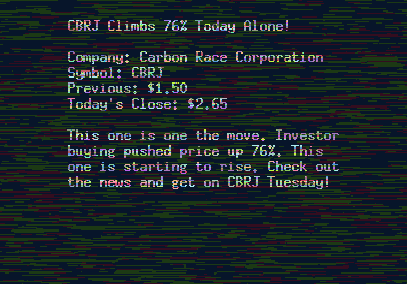 CBRJ Climbs 76% Today Alone!
Company: Carbon Race Corporation
Symbol: CBRJ
Previous: $1.50
Today's Close: $2.65
This one is one the move. Investor
buying pushed price up 76%. This
one is starting to rise. Check out
the news and get on CBRJ Tuesday!